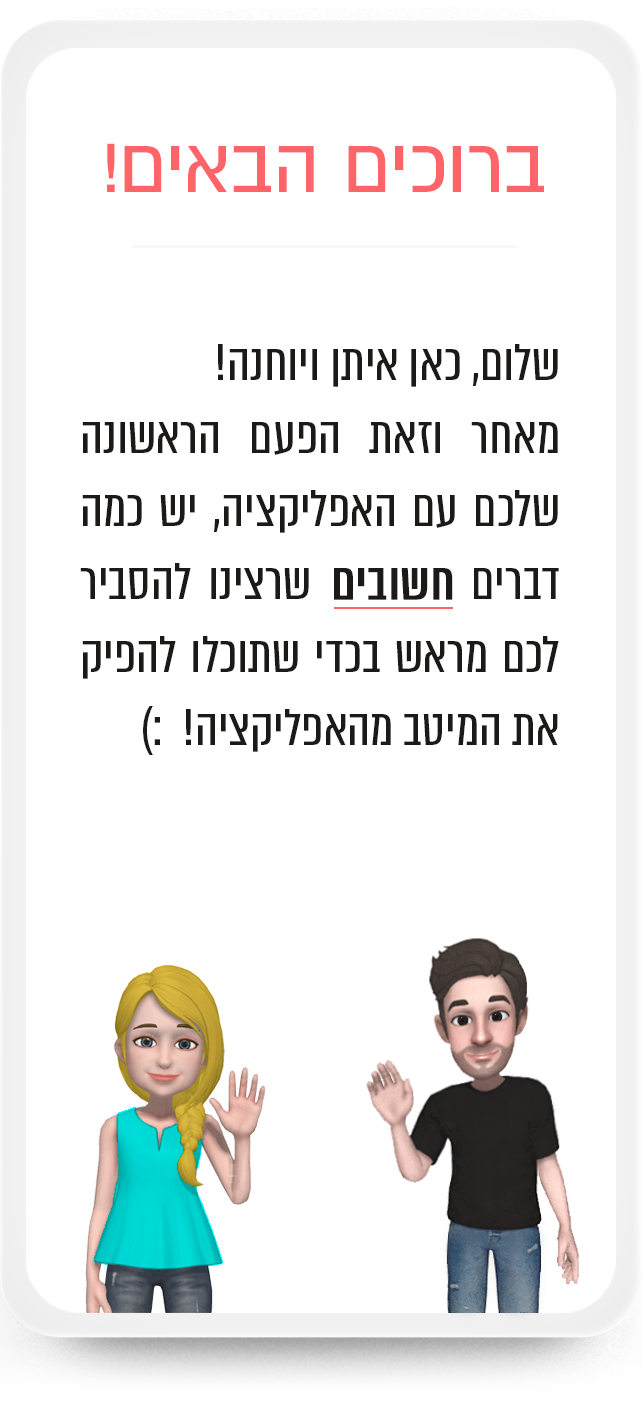 ברוכים הבאים!
שלום, כאן איתן ויוחנה!
מאחר וזאת הפעם הראשונה
שלכם עם האפליקציה, יש כמה
דברים חשובים שרצינו להסביר
לכם מראש בכדי שתוכלו להפיק
את המיטב מהאפליקציה! :)